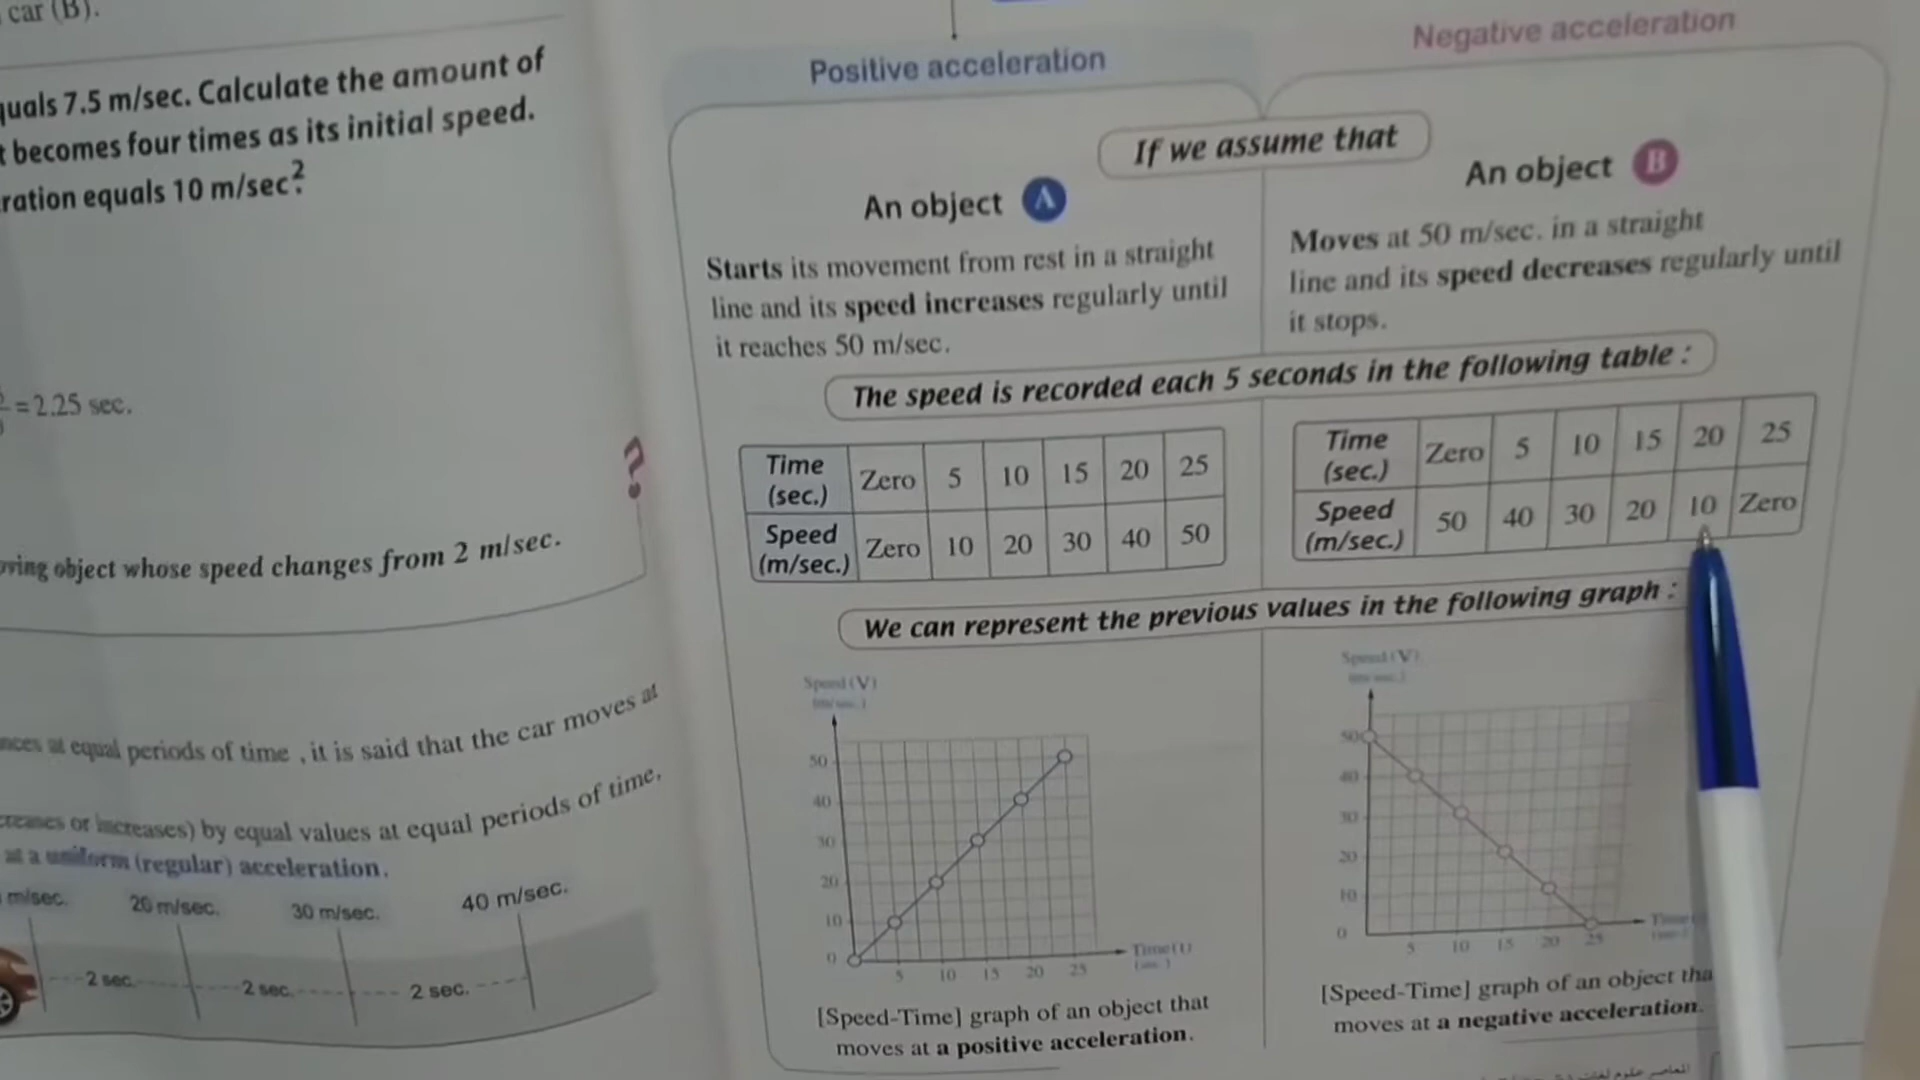 car (B).
quals 7.5 m/sec. Calculate the amount of
t becomes four times as its initial speed.
ration equals 10 m/sec².
= 2.25 sec.
?
oving object whose speed changes from 2 m/sec.
nces at equal periods of time , it is said that the car moves at
creases or increases) by equal values at equal periods of time.
at a uniform (regular) acceleration.
m/sec. 20 m/sec. 30 m/sec. 40 m/sec.
2 sec. 2 sec. 2 sec.
Positive acceleration
Negative acceleration
If we assume that
An object A
Starts its movement from rest in a straight
line and its speed increases regularly until
it reaches 50 m/sec.
An object B
Moves at 50 m/sec. in a straight
line and its speed decreases regularly until
it stops.
The speed is recorded each 5 seconds in the following table :
Time (sec.) Zero 5 10 15 20 25
Speed (m/sec.) Zero 10 20 30 40 50
Time (sec.) Zero 5 10 15 20 25
Speed (m/sec.) 50 40 30 20 10 Zero
We can represent the previous values in the following graph :
Speed (V)
(m/sec.)
50
40
30
20
10
0
5 10 15 20 25
Time (t)
(sec.)
[Speed-Time] graph of an object that
moves at a positive acceleration.
Speed (V)
(m/sec.)
50
40
30
20
10
0
5 10 15 20 25
Time
[Speed-Time] graph of an object tha
moves at a negative acceleration.